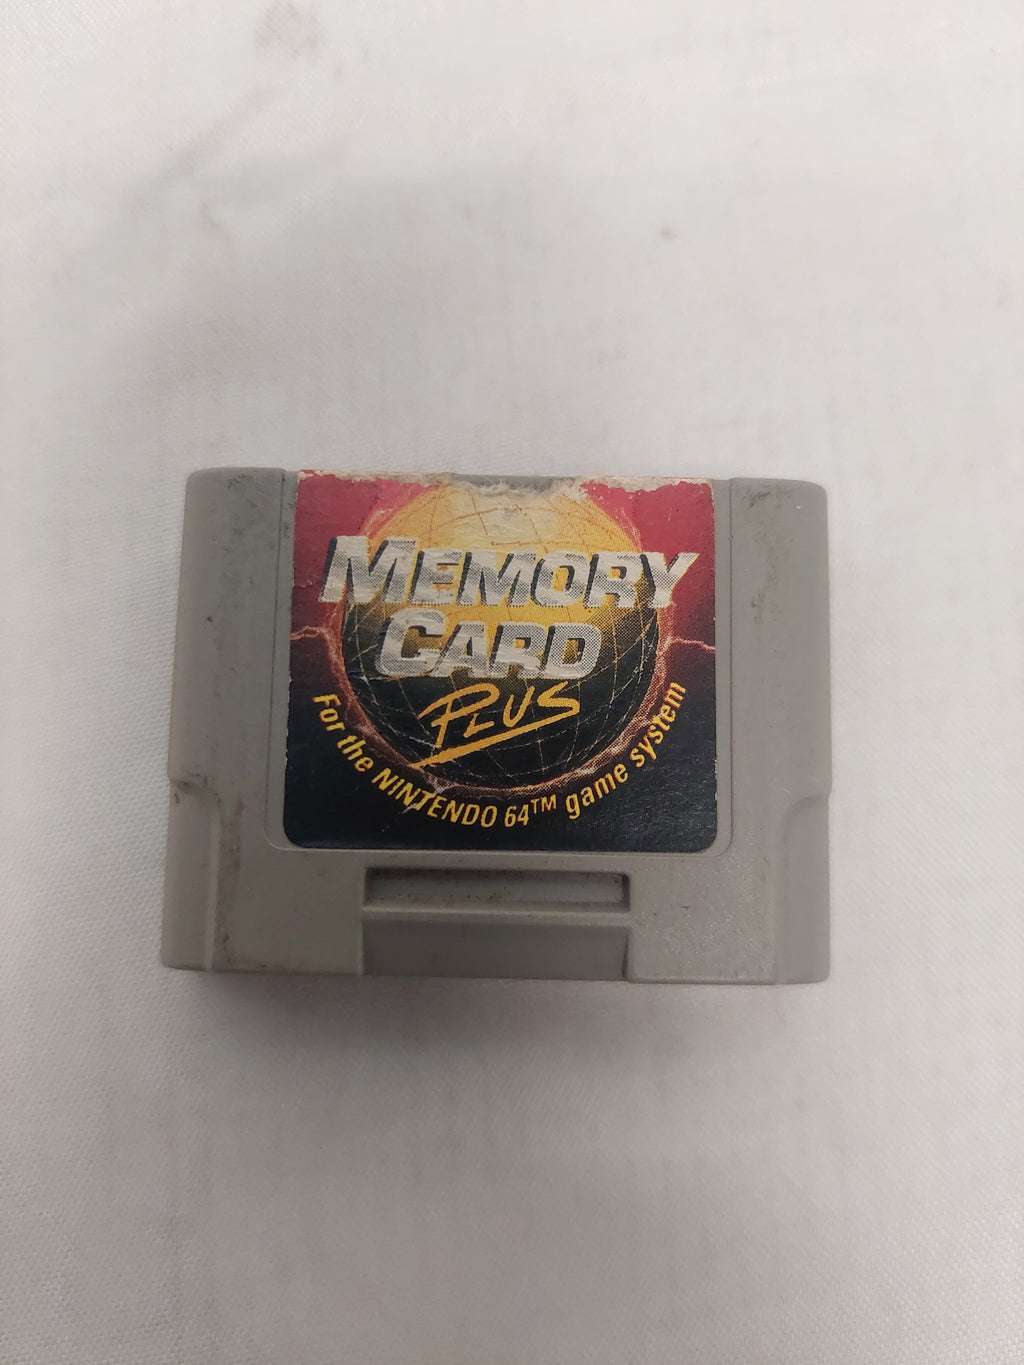 MEMORY
CARD
PLUS
For the NINTENDO 64™ game system